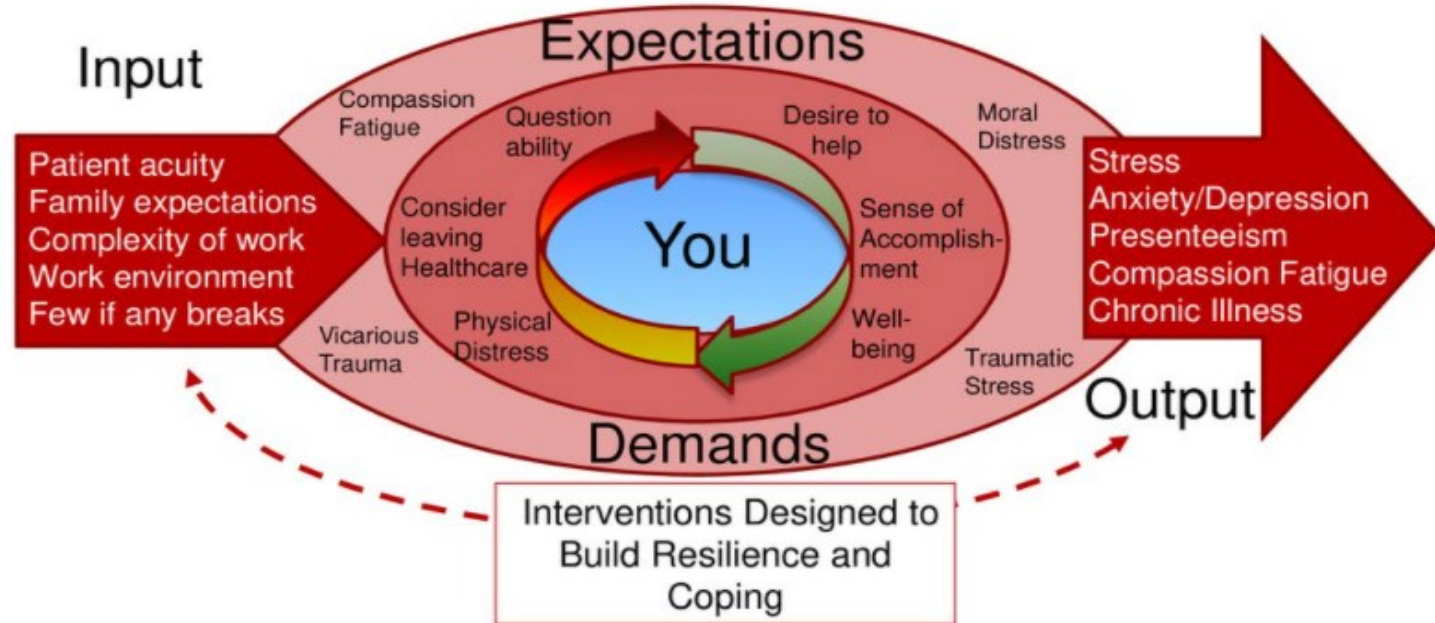 Expectations
Input
Compassion
Fatigue
Question
ability
Desire to
help
Moral
Distress
Patient acuity
Family expectations
Complexity of work
Work environment
Few if any breaks
Consider
leaving
Healthcare
You
Sense of
Accomplish-
ment
Stress
Anxiety/Depression
Presenteeism
Compassion Fatigue
Chronic Illness
Vicarious
Trauma
Physical
Distress
Well-
being
Traumatic
Stress
Output
Demands
Interventions Designed to
Build Resilience and
Coping